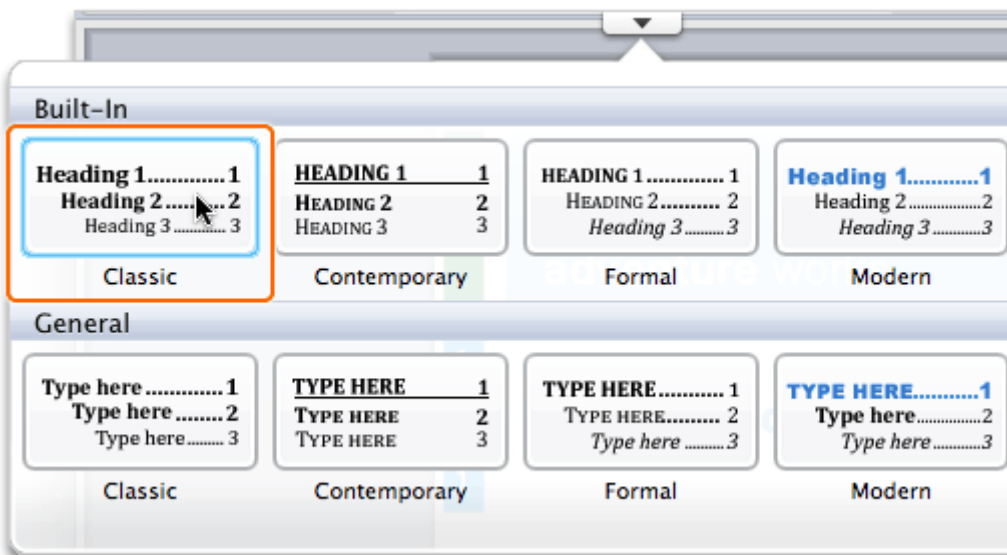 Built-In
Heading 1.............1
Heading 2..........2
Heading 3............ 3
Classic
HEADING 1 1
HEADING 2 2
HEADING 3 3
Contemporary
HEADING 1............. 1
HEADING 2.......... 2
Heading 3.........3
Formal
Heading 1...........1
Heading 2................2
Heading 3............3
Modern
adventure
General
Type here.............1
Type here........2
Type here......... 3
Classic
TYPE HERE 1
TYPE HERE 2
TYPE HERE 3
Contemporary
TYPE HERE............ 1
TYPE HERE.......... 2
Type here.........3
Formal
TYPE HERE..........1
Type here..............2
Type here............3
Modern